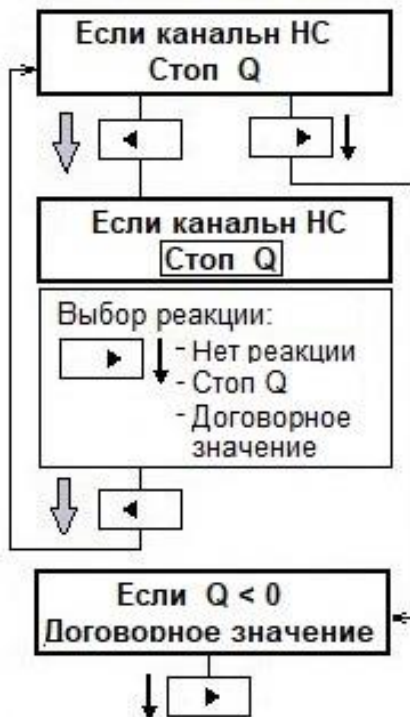 Если канальн НС
Стоп Q
Если канальн НС
Стоп Q
Выбор реакции:
- Нет реакции
- Стоп Q
- Договорное
значение
Если Q < 0
Договорное значение